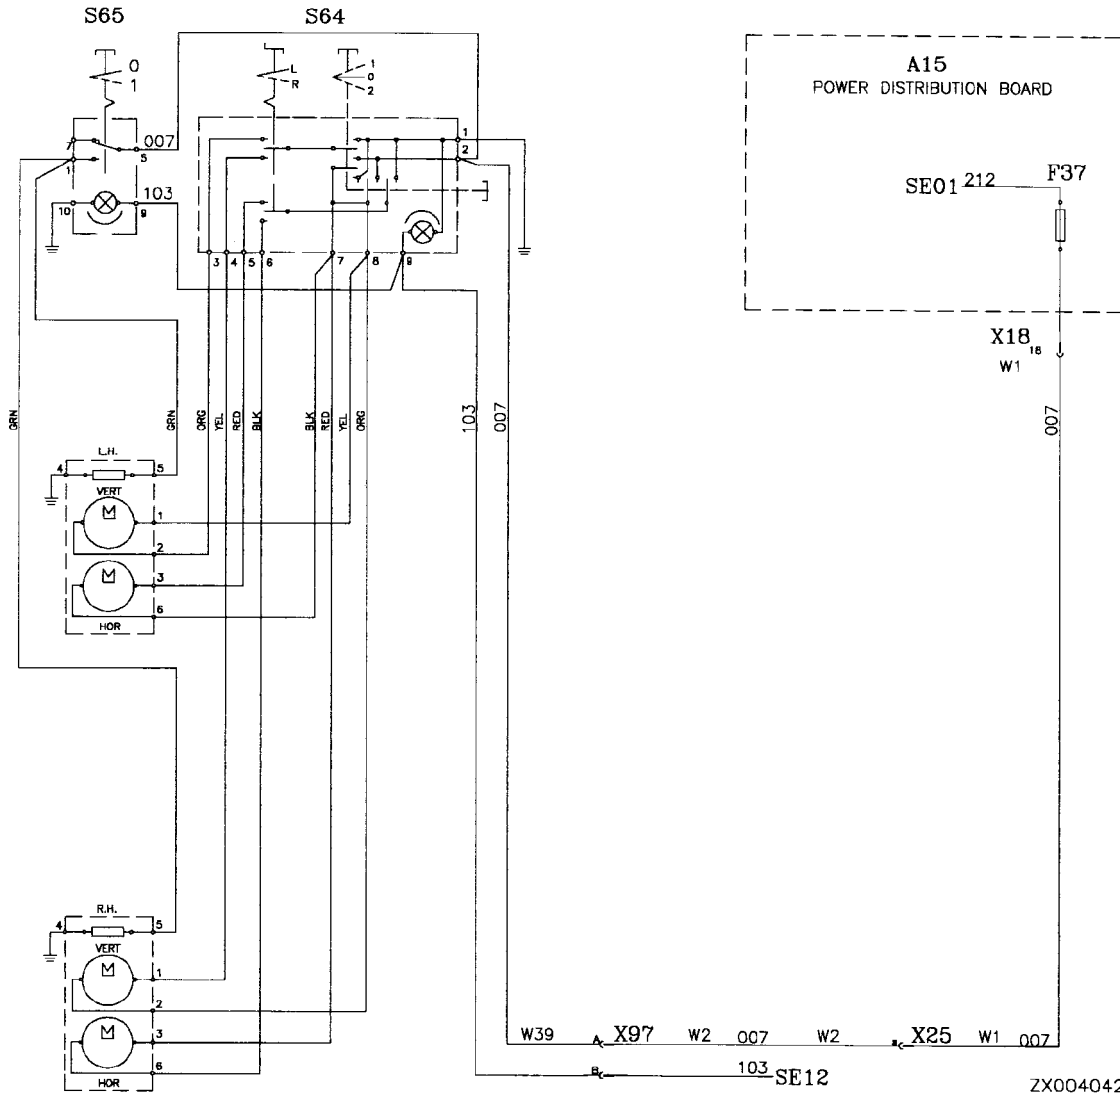 S65 S64
A15
POWER DISTRIBUTION BOARD
0
1
L
R
1
0
2
7
007
5
1
103
10
9
1
2
SE01 212 F37
3 4 5 6 7 8 9
X18 18
W1
GRN GRN ORG YEL RED BLK BLK RED YEL ORG 103 007 007
L.H.
4 5
VERT
M
1
2
M
3
6
HOR
R.H.
4 5
VERT
M
1
2
M
3
6
HOR
W39 A X97 W2 007 W2 X25 W1 007
B 103 SE12
ZX004042